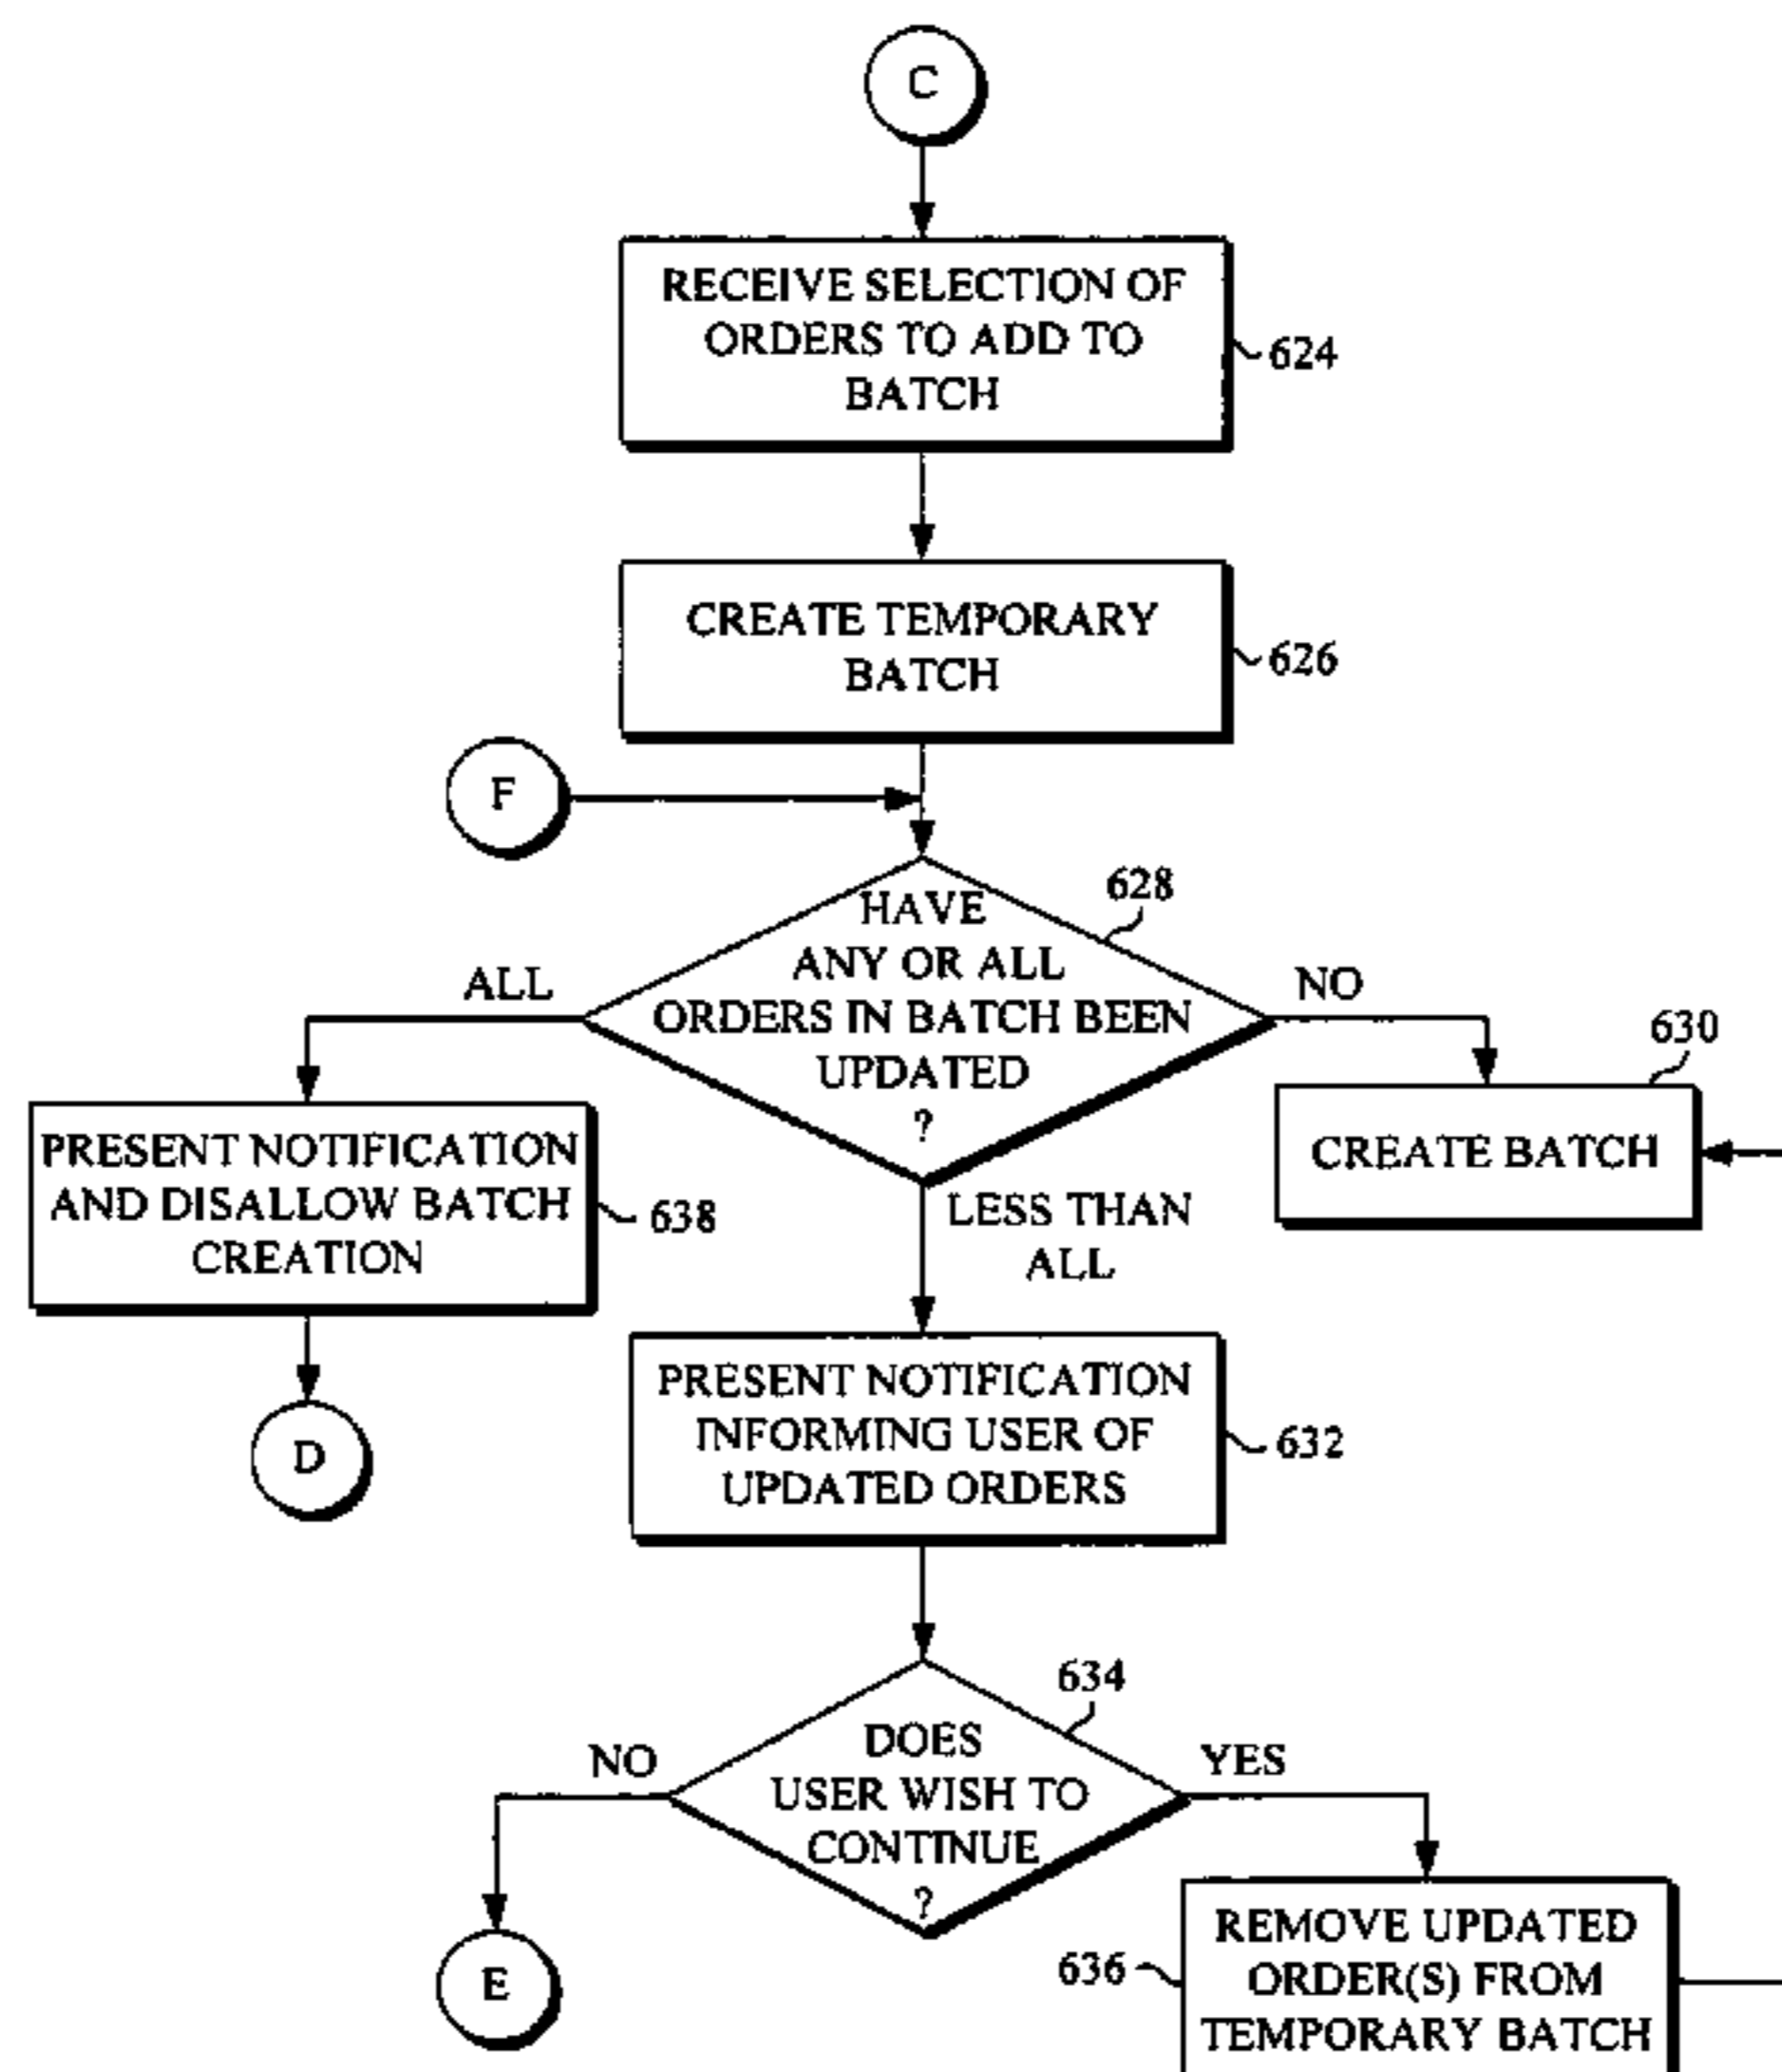 C
RECEIVE SELECTION OF
ORDERS TO ADD TO
BATCH
624
CREATE TEMPORARY
BATCH
626
F
628
HAVE
ANY OR ALL
ORDERS IN BATCH BEEN
UPDATED
?
ALL
NO
630
CREATE BATCH
PRESENT NOTIFICATION
AND DISALLOW BATCH
CREATION
638
LESS THAN
ALL
D
PRESENT NOTIFICATION
INFORMING USER OF
UPDATED ORDERS
632
634
DOES
USER WISH TO
CONTINUE
?
NO
YES
E
636
REMOVE UPDATED
ORDER(S) FROM
TEMPORARY BATCH